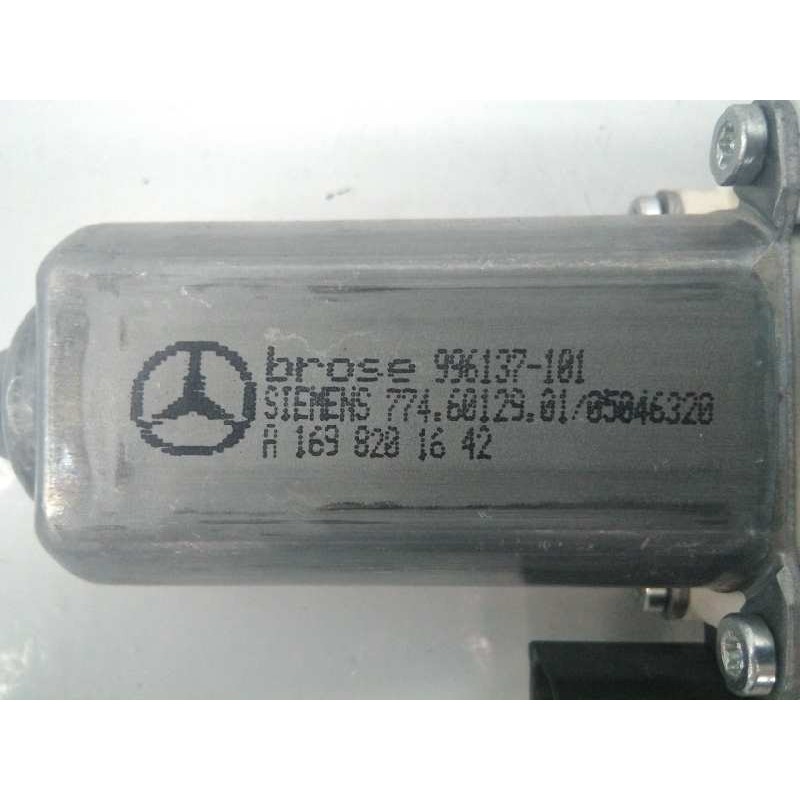 brose 996137-101
SIEMENS 774.60129.01/05046320
A 169 820 16 42